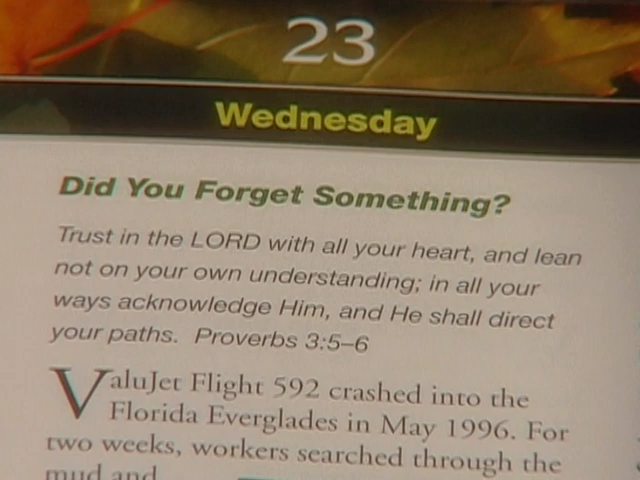 23
Wednesday
Did You Forget Something?
Trust in the LORD with all your heart, and lean
not on your own understanding; in all your
ways acknowledge Him, and He shall direct
your paths. Proverbs 3:5–6
ValuJet Flight 592 crashed into the
Florida Everglades in May 1996. For
two weeks, workers searched through the
mud and